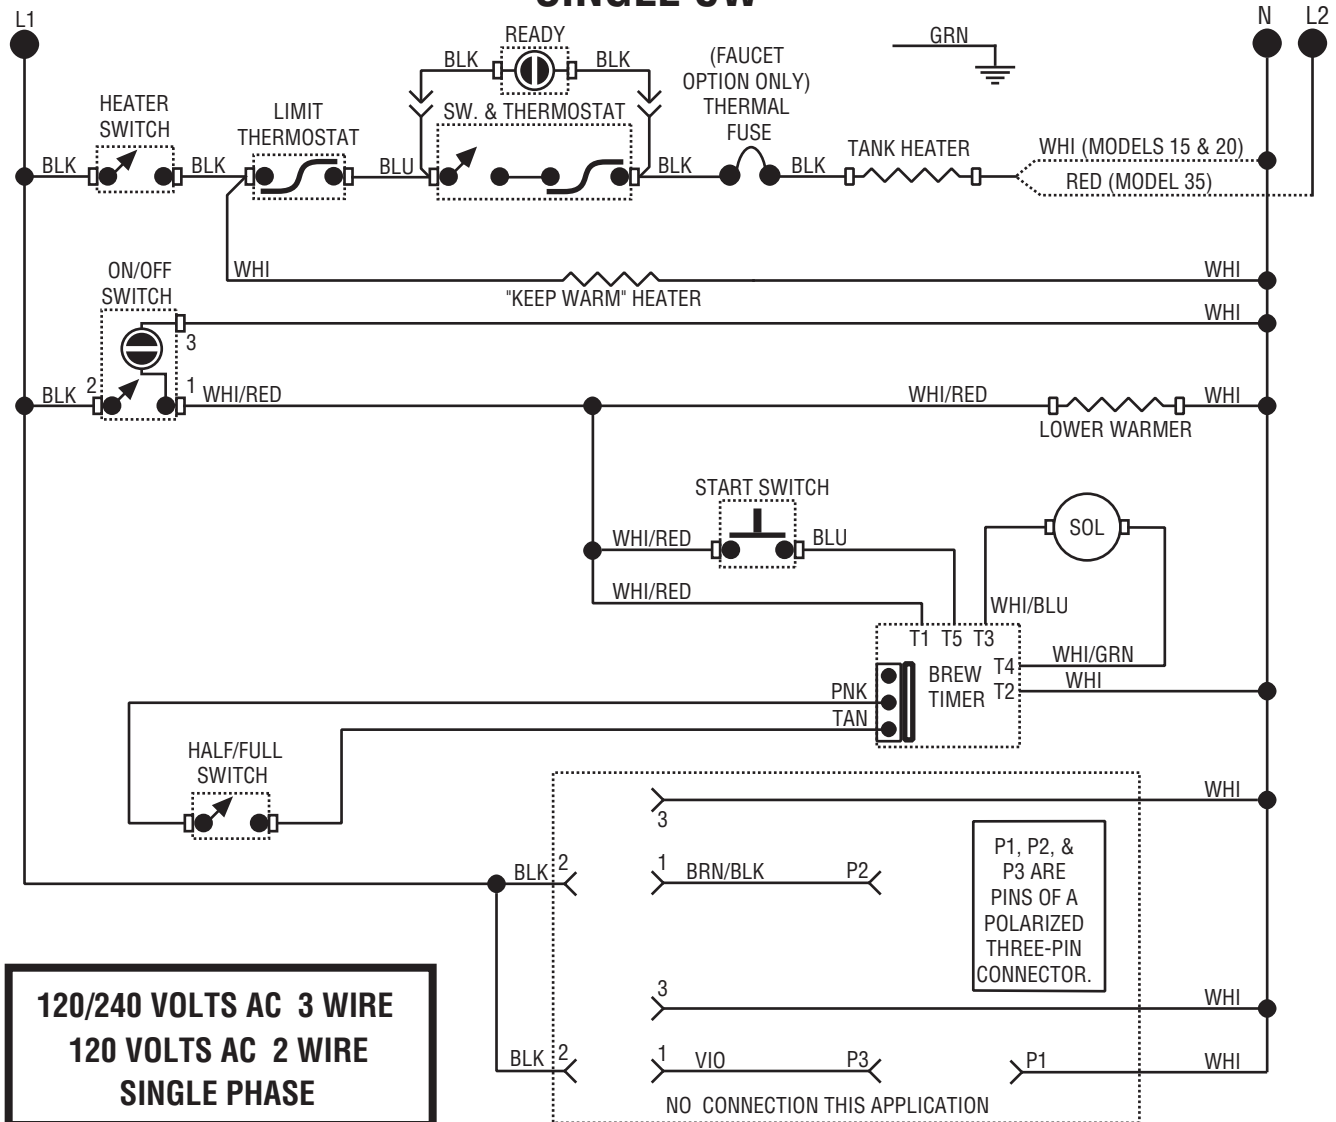 SINGLE SW
L1
N
L2
READY
GRN
BLK
BLK
(FAUCET
OPTION ONLY)
THERMAL
FUSE
HEATER
SWITCH
LIMIT
THERMOSTAT
SW. & THERMOSTAT
TANK HEATER
WHI (MODELS 15 & 20)
RED (MODEL 35)
BLK
BLK
BLU
BLK
BLK
WHI
"KEEP WARM" HEATER
WHI
ON/OFF
SWITCH
3
WHI
BLK
2
1
WHI/RED
WHI/RED
WHI
LOWER WARMER
START SWITCH
WHI/RED
BLU
SOL
WHI/RED
WHI/BLU
T1
T5
T3
T4
WHI/GRN
BREW
TIMER
T2
WHI
PNK
TAN
HALF/FULL
SWITCH
3
WHI
BLK
2
1
BRN/BLK
P2
P1, P2, &
P3 ARE
PINS OF A
POLARIZED
THREE-PIN
CONNECTOR.
3
WHI
BLK
2
1
VIO
P3
P1
WHI
NO CONNECTION THIS APPLICATION
120/240 VOLTS AC 3 WIRE
120 VOLTS AC 2 WIRE
SINGLE PHASE